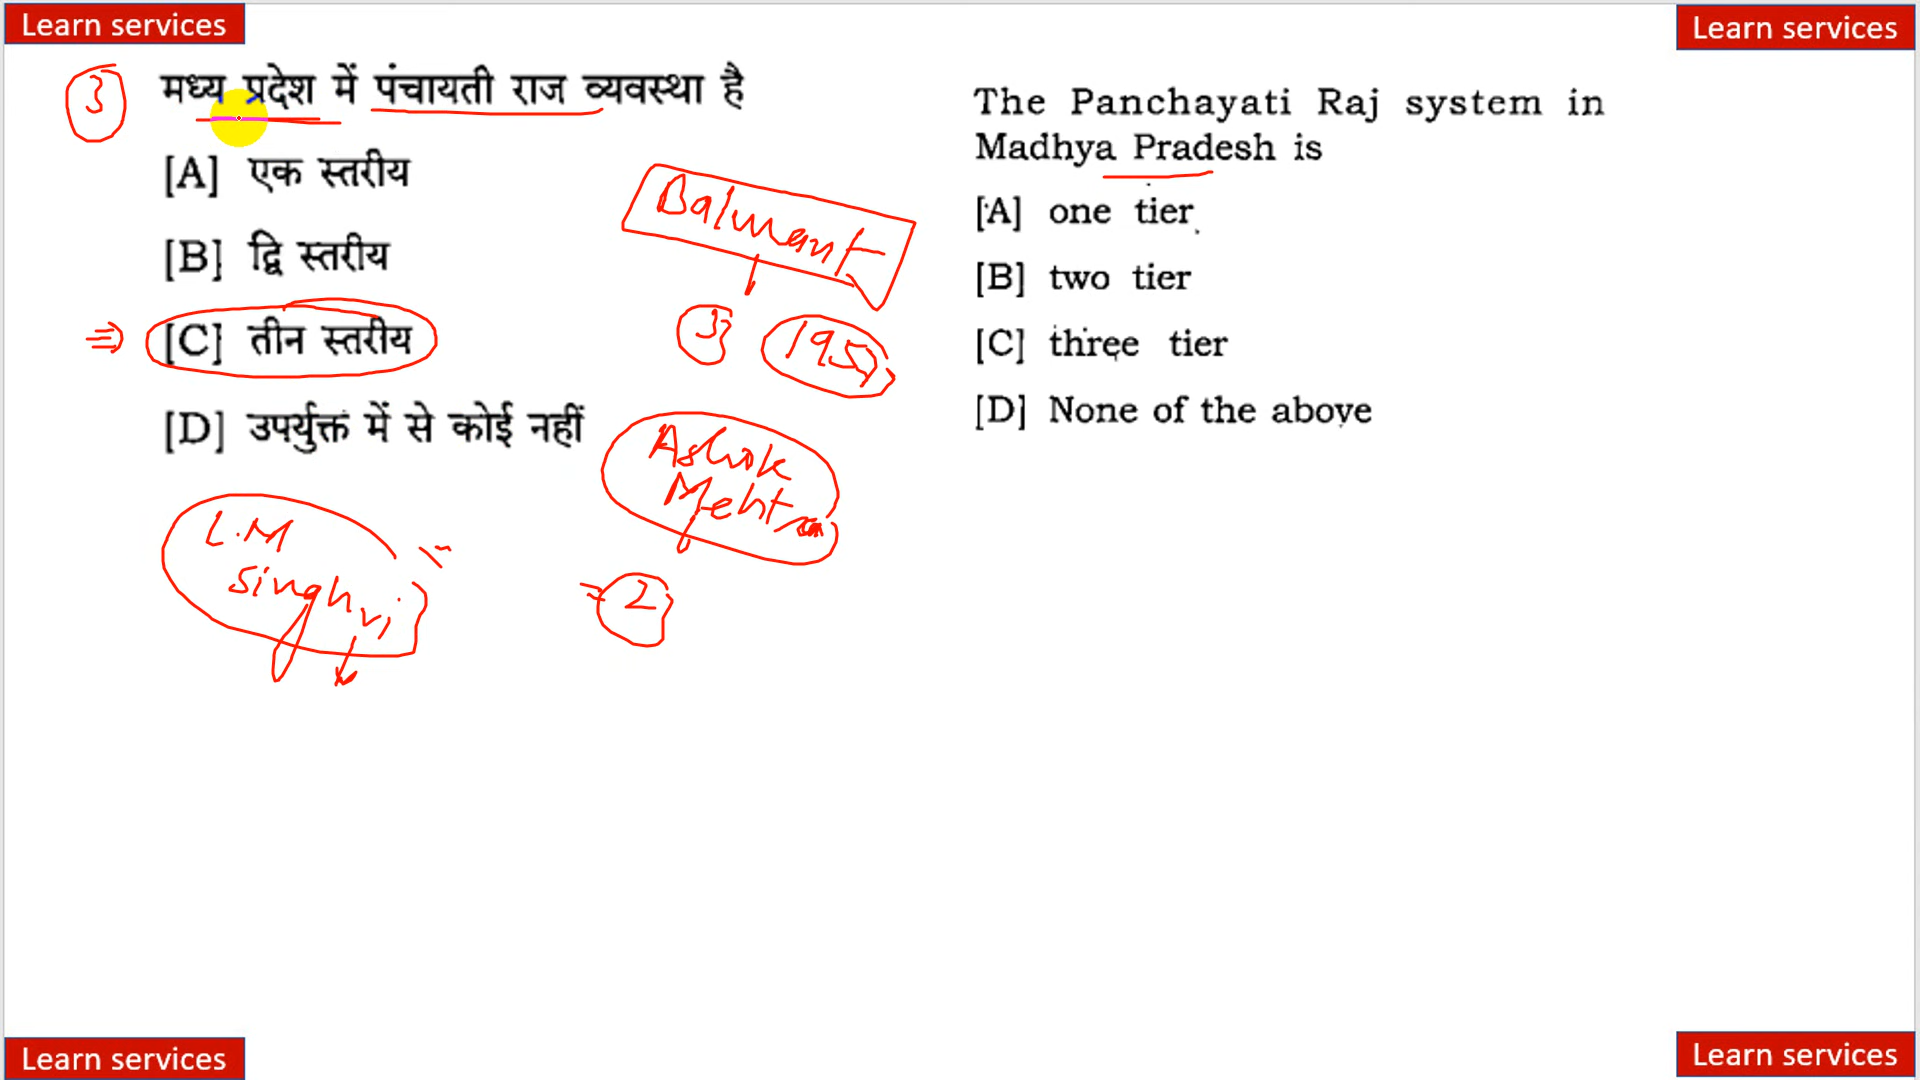 Learn services
Learn services
3
मध्य प्रदेश में पंचायती राज व्यवस्था है
[A] एक स्तरीय
[B] द्वि स्तरीय
[C] तीन स्तरीय
[D] उपर्युक्त में से कोई नहीं
Balwant
3
Ashok
Mehta
2
L.M
Singhvi
The Panchayati Raj system in
Madhya Pradesh is
[A] one tier
[B] two tier
[C] three tier
[D] None of the above
Learn services
Learn services